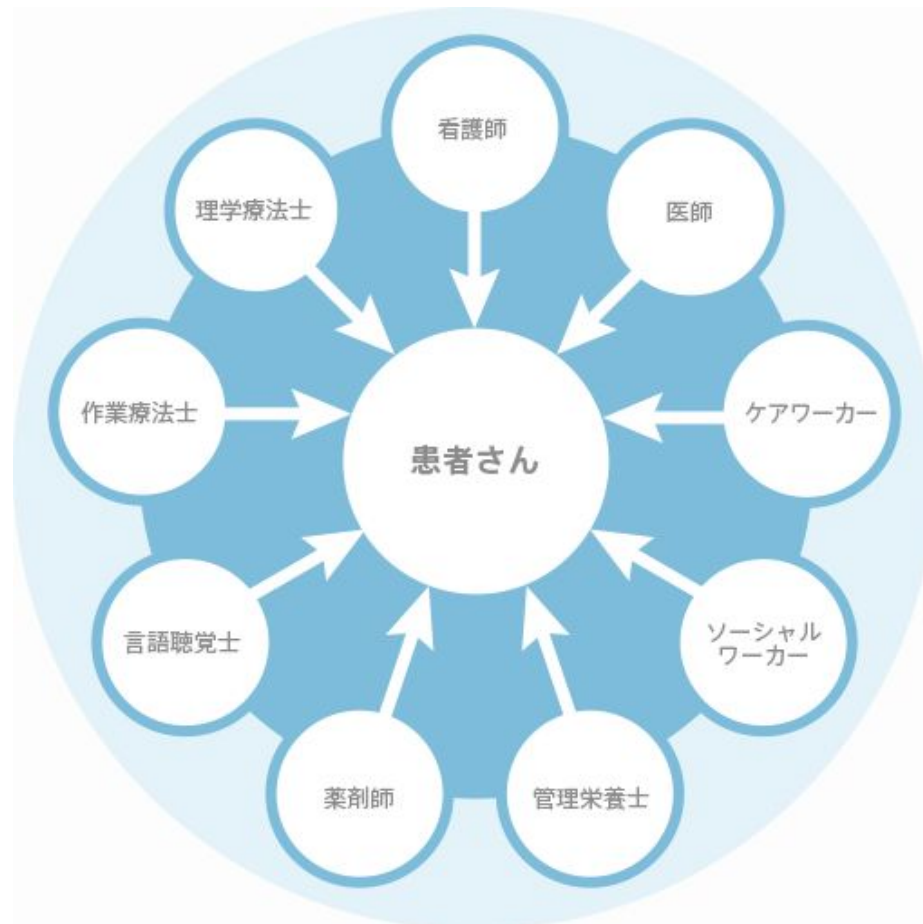 看護師
医師
ケアワーカー
ソーシャル
ワーカー
管理栄養士
薬剤師
言語聴覚士
作業療法士
理学療法士
患者さん